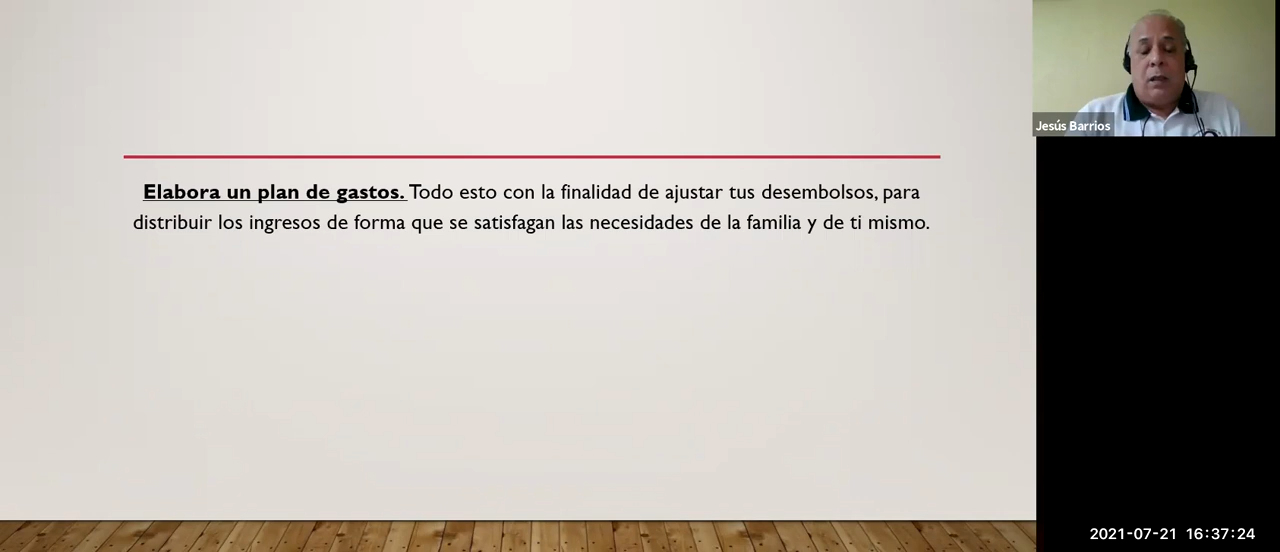 Elabora un plan de gastos. Todo esto con la finalidad de ajustar tus desembolsos, para
distribuir los ingresos de forma que se satisfagan las necesidades de la familia y de ti mismo.
Jesús Barrios
2021-07-21 16:37:24